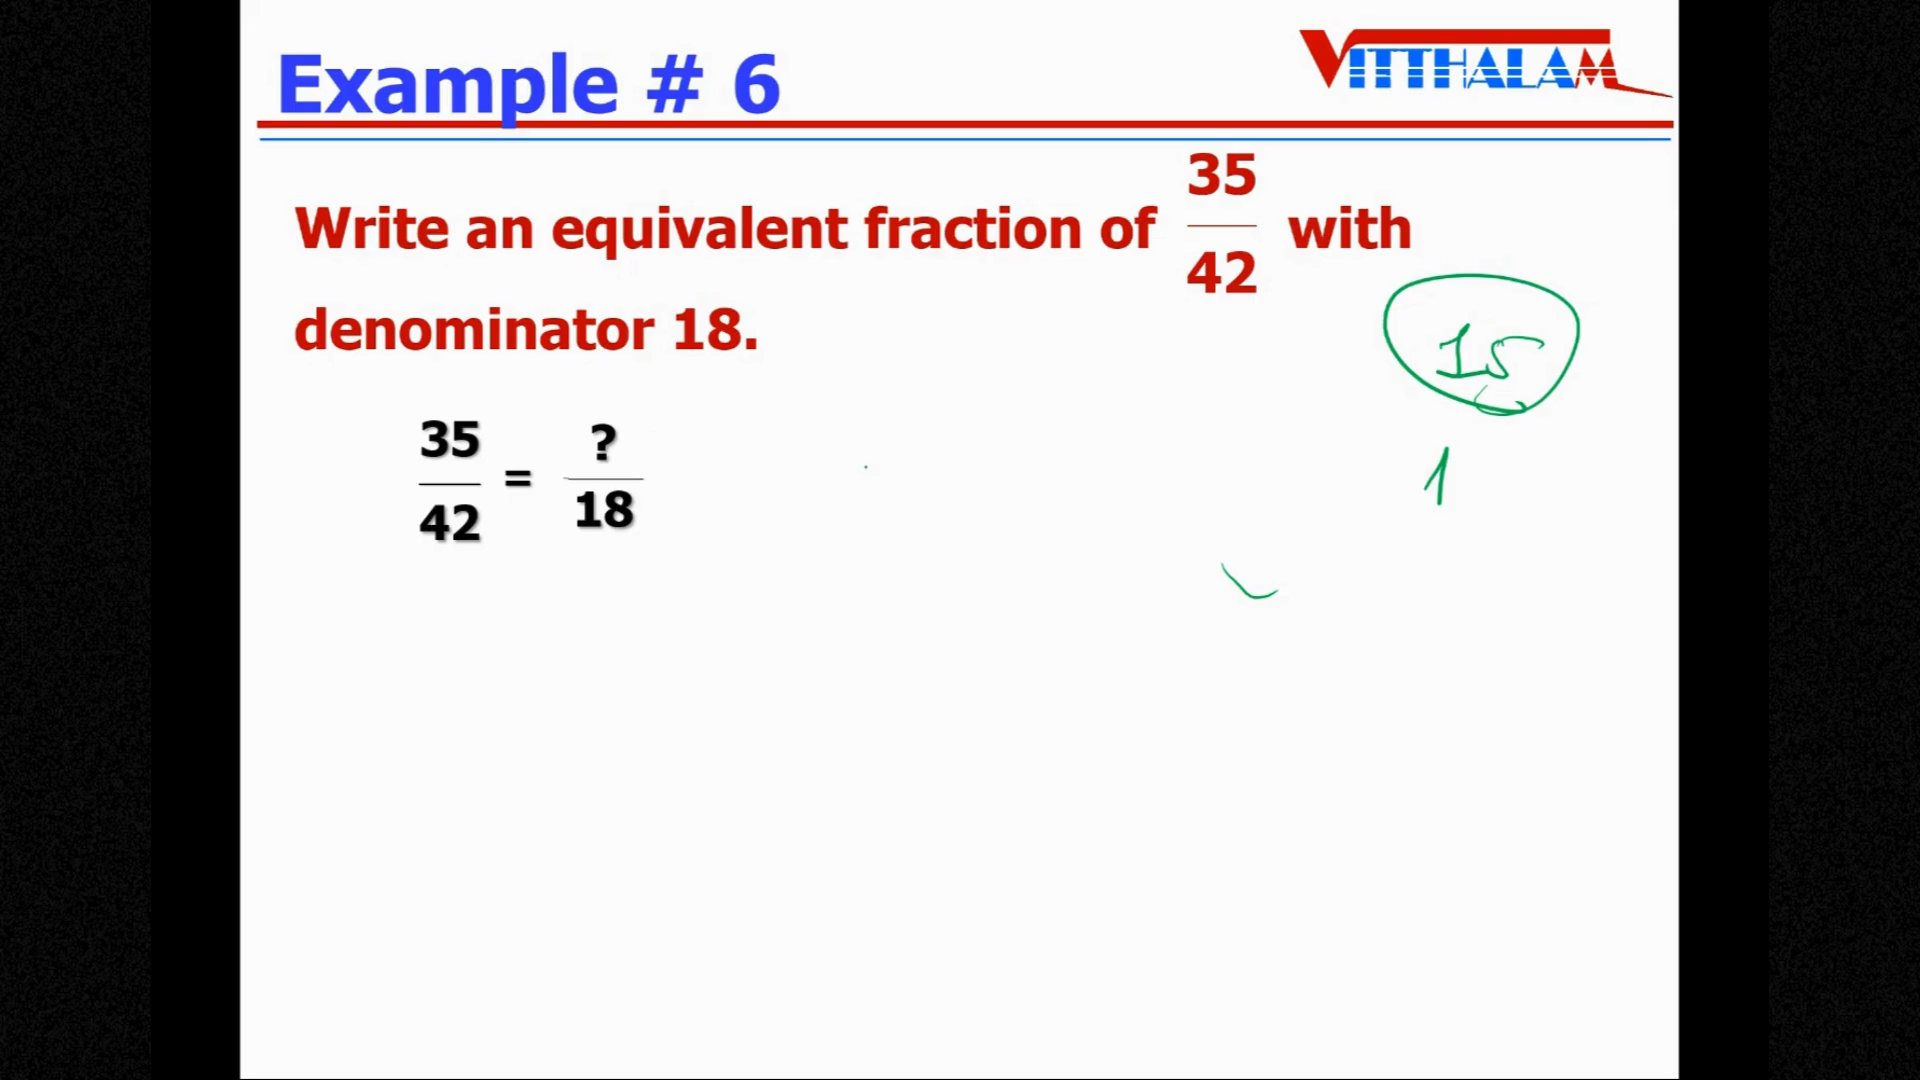 Example # 6
VITTHALAM
Write an equivalent fraction of 35/42 with
denominator 18.
35/42 = ?/18
15
1